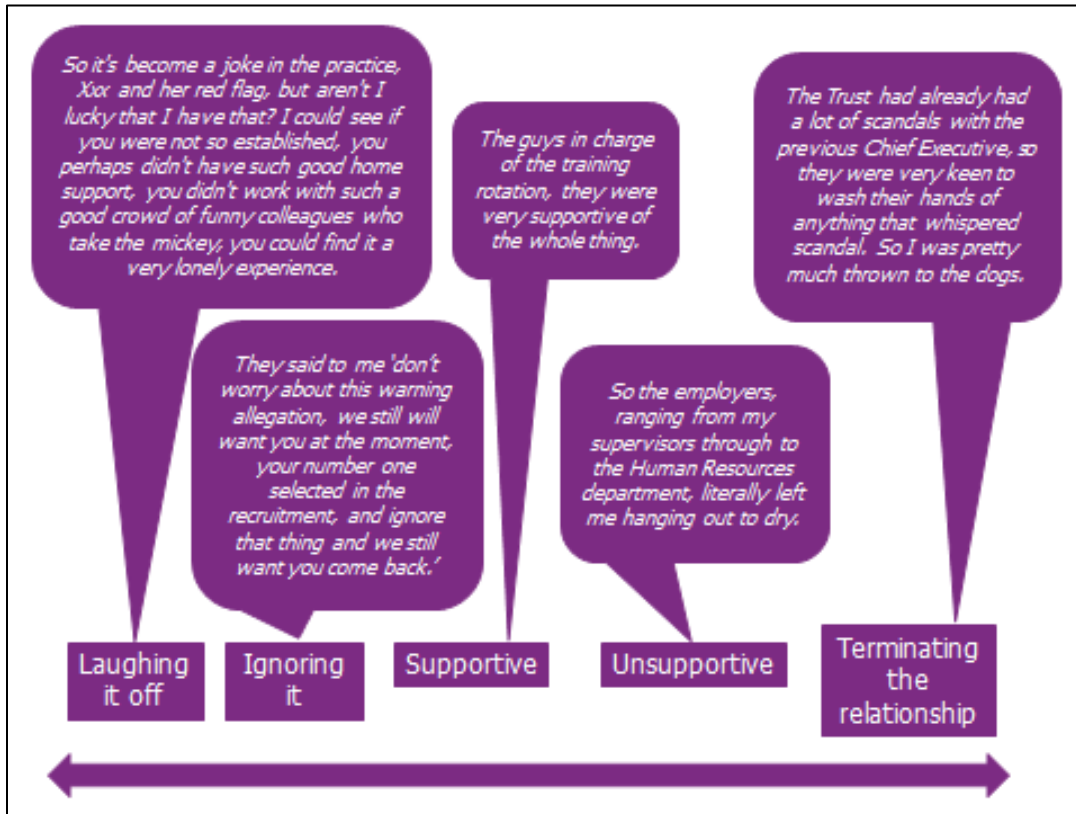 So it's become a joke in the practice,
Xxx and her red flag, but aren't I
lucky that I have that? I could see if
you were not so established, you
perhaps didn't have such good home
support, you didn't work with such a
good crowd of funny colleagues who
take the mickey, you could find it a
very lonely experience.
They said to me 'don't
worry about this warning
allegation, we still will
want you at the moment,
your number one
selected in the
recruitment, and ignore
that thing and we still
want you come back.'
The guys in charge
of the training
rotation, they were
very supportive of
the whole thing.
So the employers,
ranging from my
supervisors through to
the Human Resources
department, literally left
me hanging out to dry.
The Trust had already had
a lot of scandals with the
previous Chief Executive, so
they were very keen to
wash their hands of
anything that whispered
scandal. So I was pretty
much thrown to the dogs.
Laughing
it off
Ignoring
it
Supportive
Unsupportive
Terminating
the
relationship